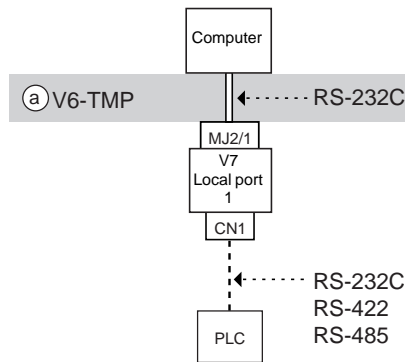 Computer
a V6-TMP
RS-232C
MJ2/1
V7
Local port
1
CN1
RS-232C
RS-422
RS-485
PLC